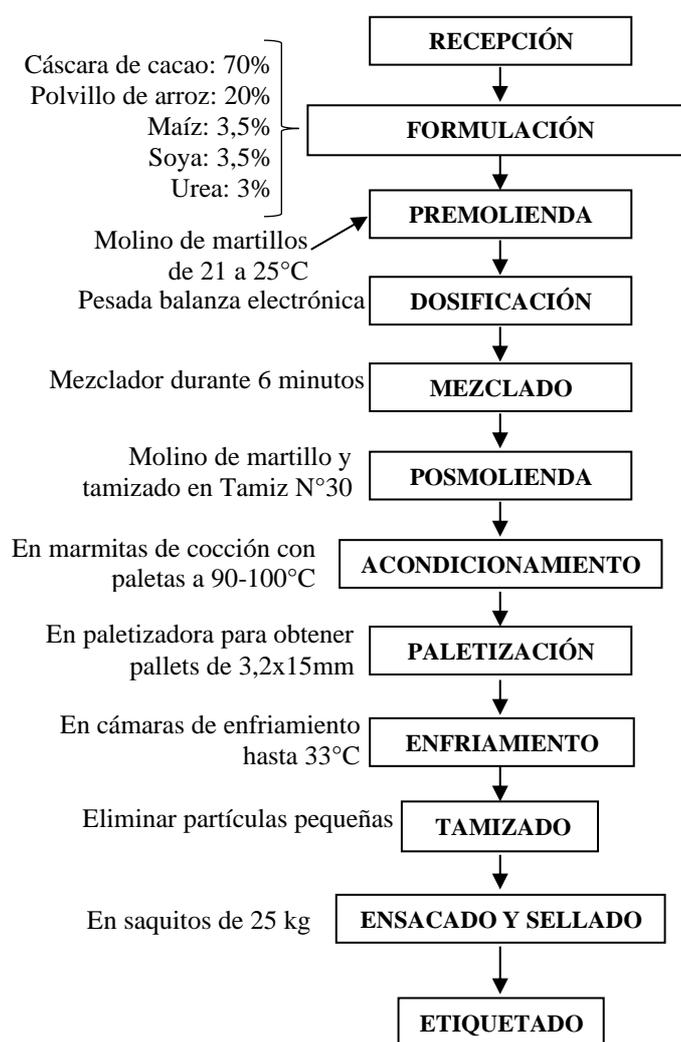 RECEPCIÓN
Cáscara de cacao: 70%
Polvillo de arroz: 20%
Maíz: 3,5%
Soya: 3,5%
Urea: 3%
FORMULACIÓN
PREMOLIENDA
Molino de martillos
de 21 a 25°C
Pesada balanza electrónica
DOSIFICACIÓN
Mezclador durante 6 minutos
MEZCLADO
Molino de martillo y
tamizado en Tamiz N°30
POSMOLIENDA
En marmitas de cocción con
paletas a 90-100°C
ACONDICIONAMIENTO
En paletizadora para obtener
pallets de 3,2x15mm
PALETIZACIÓN
En cámaras de enfriamiento
hasta 33°C
ENFRIAMIENTO
Eliminar partículas pequeñas
TAMIZADO
En saquitos de 25 kg
ENSACADO Y SELLADO
ETIQUETADO